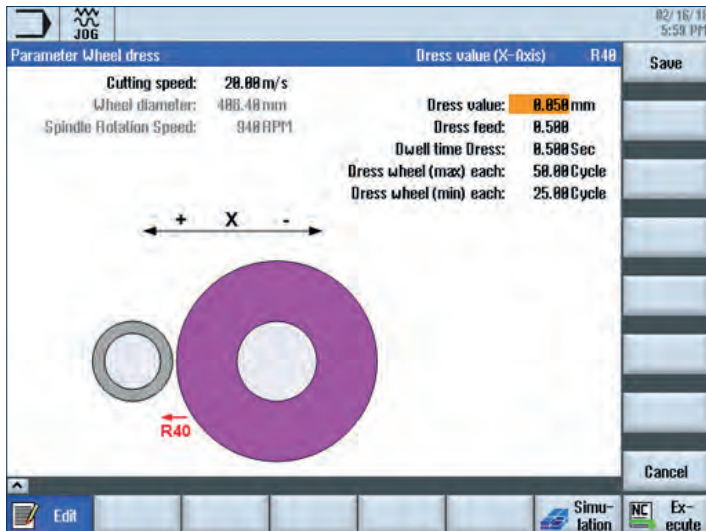 JOG
02/16/18
5:59 PM
Parameter Wheel dress Dress value (X-Axis) R40
Save
Cutting speed: 20.00 m/s
Wheel diameter: 406.40 mm
Spindle Rotation Speed: 940 RPM
Dress value: 0.050 mm
Dress feed: 0.500
Dwell time Dress: 0.500 Sec
Dress wheel (max) each: 50.00 Cycle
Dress wheel (min) each: 25.00 Cycle
+ X -
R40
Cancel
Edit
Simu-
lation
NC Ex-
ecute